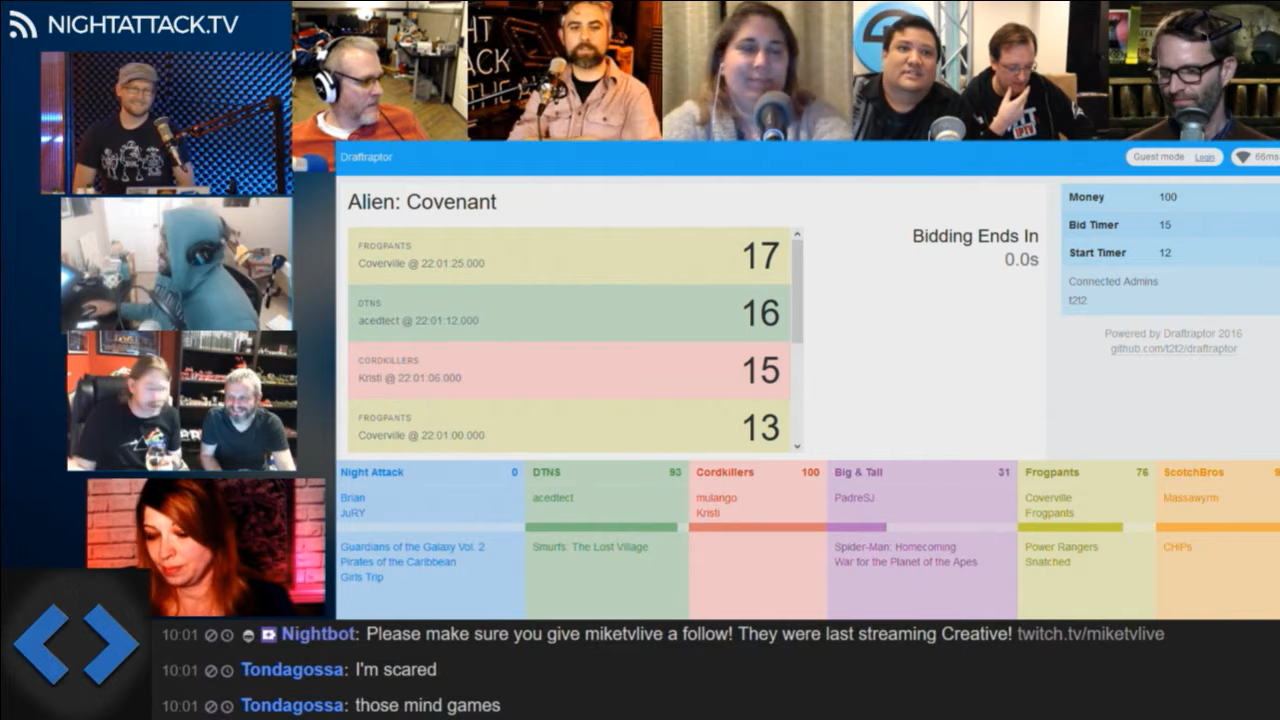 NIGHTATTACK.TV
Draftraptor
Guest mode Login
66ms
Alien: Covenant
FROGPANTS
Coverville @ 22:01:25.000
17
DTNS
acedtect @ 22:01:12.000
16
CORDKILLERS
Kristi @ 22:01:06.000
15
FROGPANTS
Coverville @ 22:01:00.000
13
Bidding Ends In
0.0s
Money 100
Bid Timer 15
Start Timer 12
Connected Admins
t2t2
Powered by Draftraptor 2016
github.com/t2t2/draftraptor
Night Attack 0
Brian
JuRY
Guardians of the Galaxy Vol. 2
Pirates of the Caribbean
Girls Trip
DTNS 93
acedtect
Smurfs: The Lost Village
Cordkillers 100
mulango
Kristi
Big & Tall 31
PadreSJ
Spider-Man: Homecoming
War for the Planet of the Apes
Frogpants 76
Coverville
Frogpants
Power Rangers
Snatched
ScotchBros 9
Massawyrm
CHiPs
10:01 Nightbot: Please make sure you give miketvlive a follow! They were last streaming Creative! twitch.tv/miketvlive
10:01 Tondagossa: I'm scared
10:01 Tondagossa: those mind games